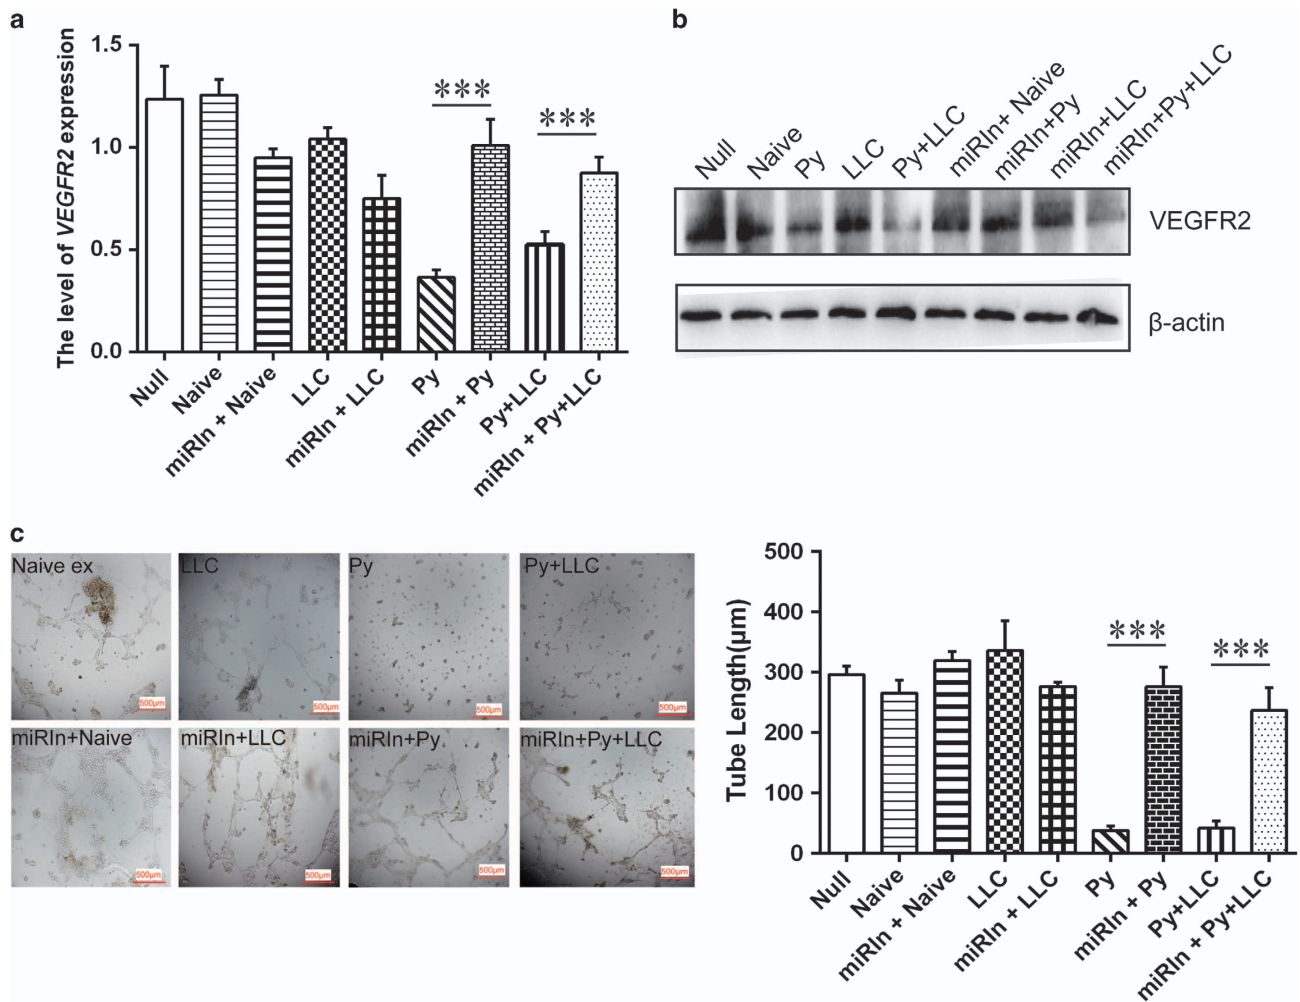 a
The level of VEGFR2 expression
1.5
1.0
0.5
0.0
***
***
Null
Naive
miRIn + Naive
LLC
miRIn + LLC
Py
miRIn + Py
Py+LLC
miRIn + Py+LLC
b
Null
Naive
Py
LLC
Py+LLC
miRIn+ Naive
miRIn+Py
miRIn+LLC
miRIn+Py+LLC
VEGFR2
β-actin
c
Naive ex
500μm
LLC
500μm
Py
500μm
Py+LLC
500μm
miRIn+Naive
500μm
miRIn+LLC
500μm
miRIn+Py
500μm
miRIn+Py+LLC
500μm
Tube Length(μm)
500
400
300
200
100
0
***
***
Null
Naive
miRIn + Naive
LLC
miRIn + LLC
Py
miRIn + Py
Py+LLC
miRIn + Py+LLC